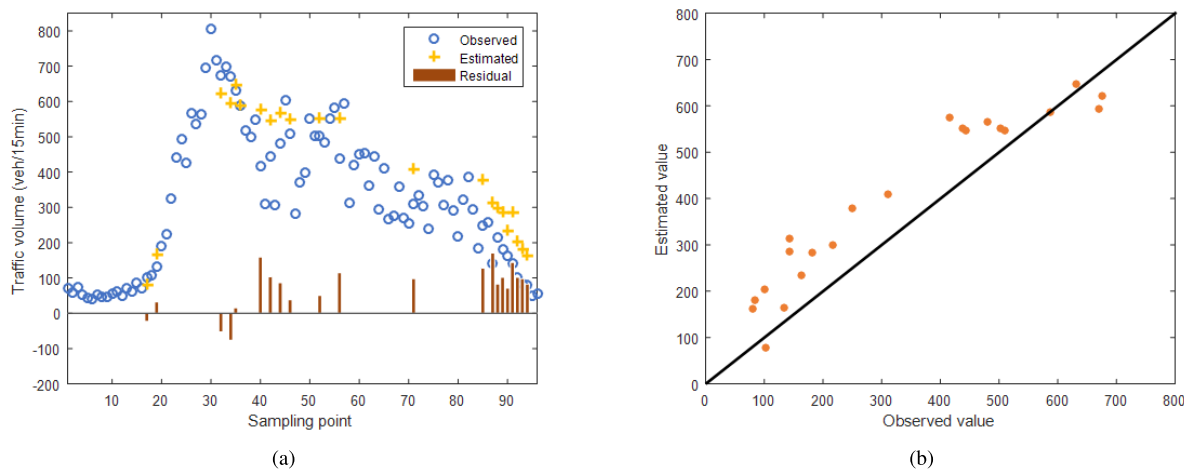 Observed
Estimated
Residual
Traffic volume (veh/15min)
800
700
600
500
400
300
200
100
0
-100
-200
10 20 30 40 50 60 70 80 90
Sampling point
(a)
Estimated value
800
700
600
500
400
300
200
100
0
0 100 200 300 400 500 600 700 800
Observed value
(b)